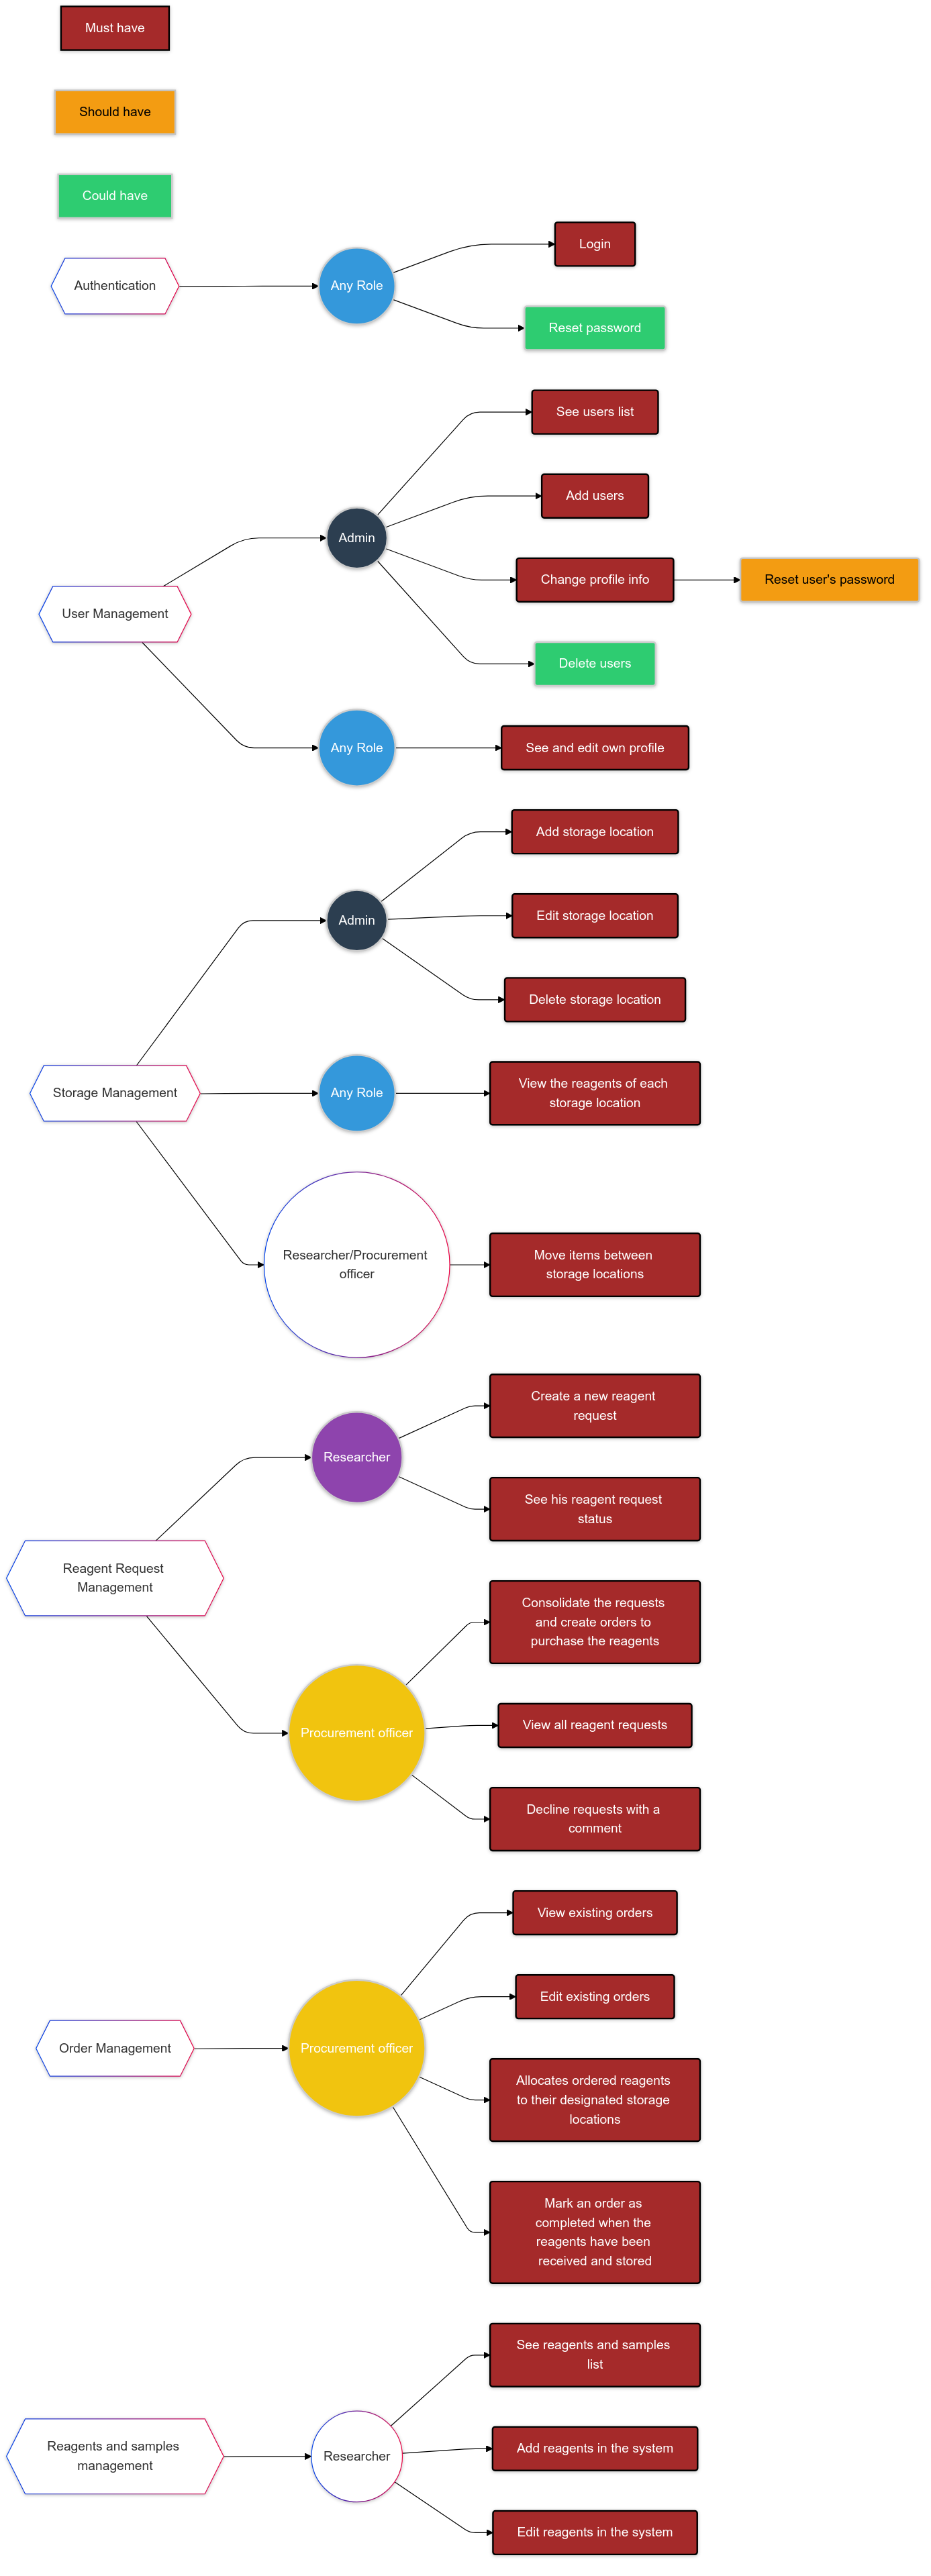 Must have
Should have
Could have
Authentication
Any Role
Login
Reset password
User Management
Admin
See users list
Add users
Change profile info
Reset user's password
Delete users
Any Role
See and edit own profile
Storage Management
Admin
Add storage location
Edit storage location
Delete storage location
Any Role
View the reagents of each
storage location
Researcher/Procurement
officer
Move items between
storage locations
Reagent Request
Management
Researcher
Create a new reagent
request
See his reagent request
status
Procurement officer
Consolidate the requests
and create orders to
purchase the reagents
View all reagent requests
Decline requests with a
comment
Order Management
Procurement officer
View existing orders
Edit existing orders
Allocates ordered reagents
to their designated storage
locations
Mark an order as
completed when the
reagents have been
received and stored
Reagents and samples
management
Researcher
See reagents and samples
list
Add reagents in the system
Edit reagents in the system